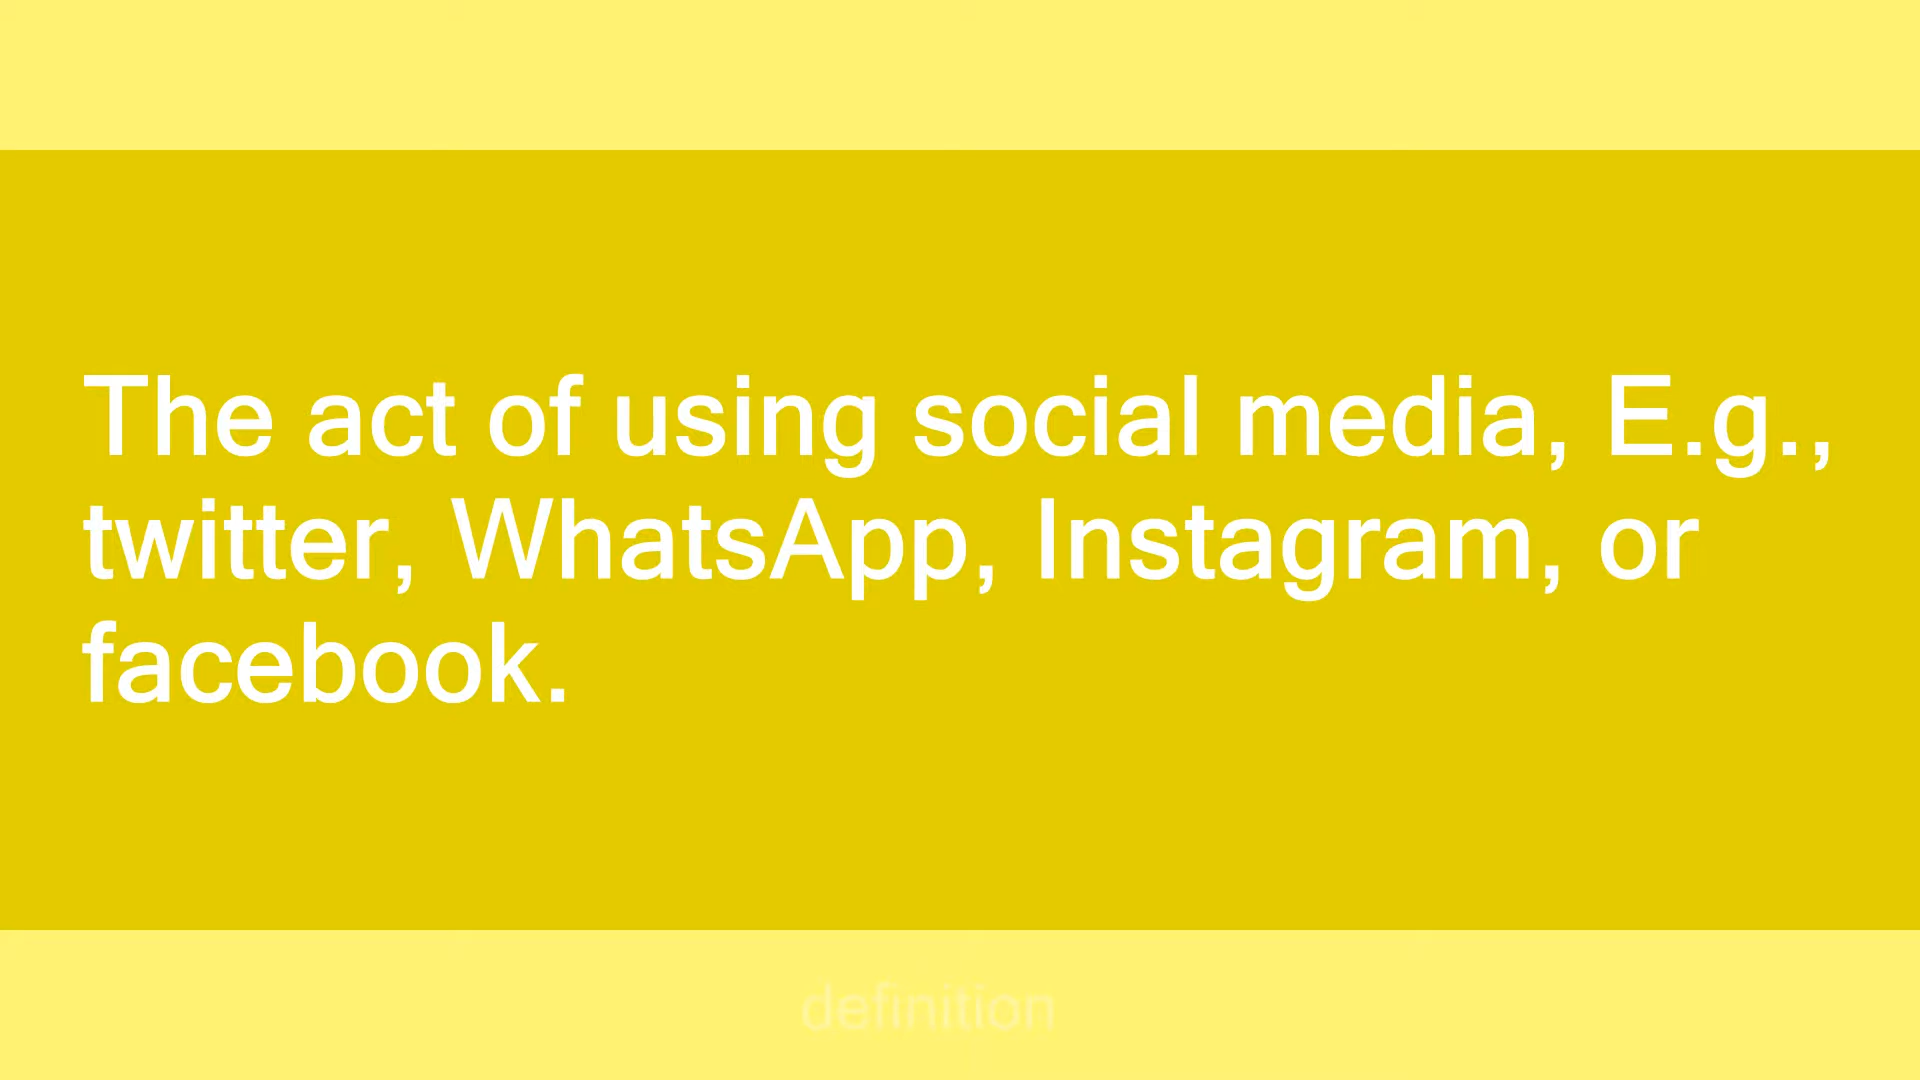 The act of using social media, E.g.,
twitter, WhatsApp, Instagram, or
facebook.
definition